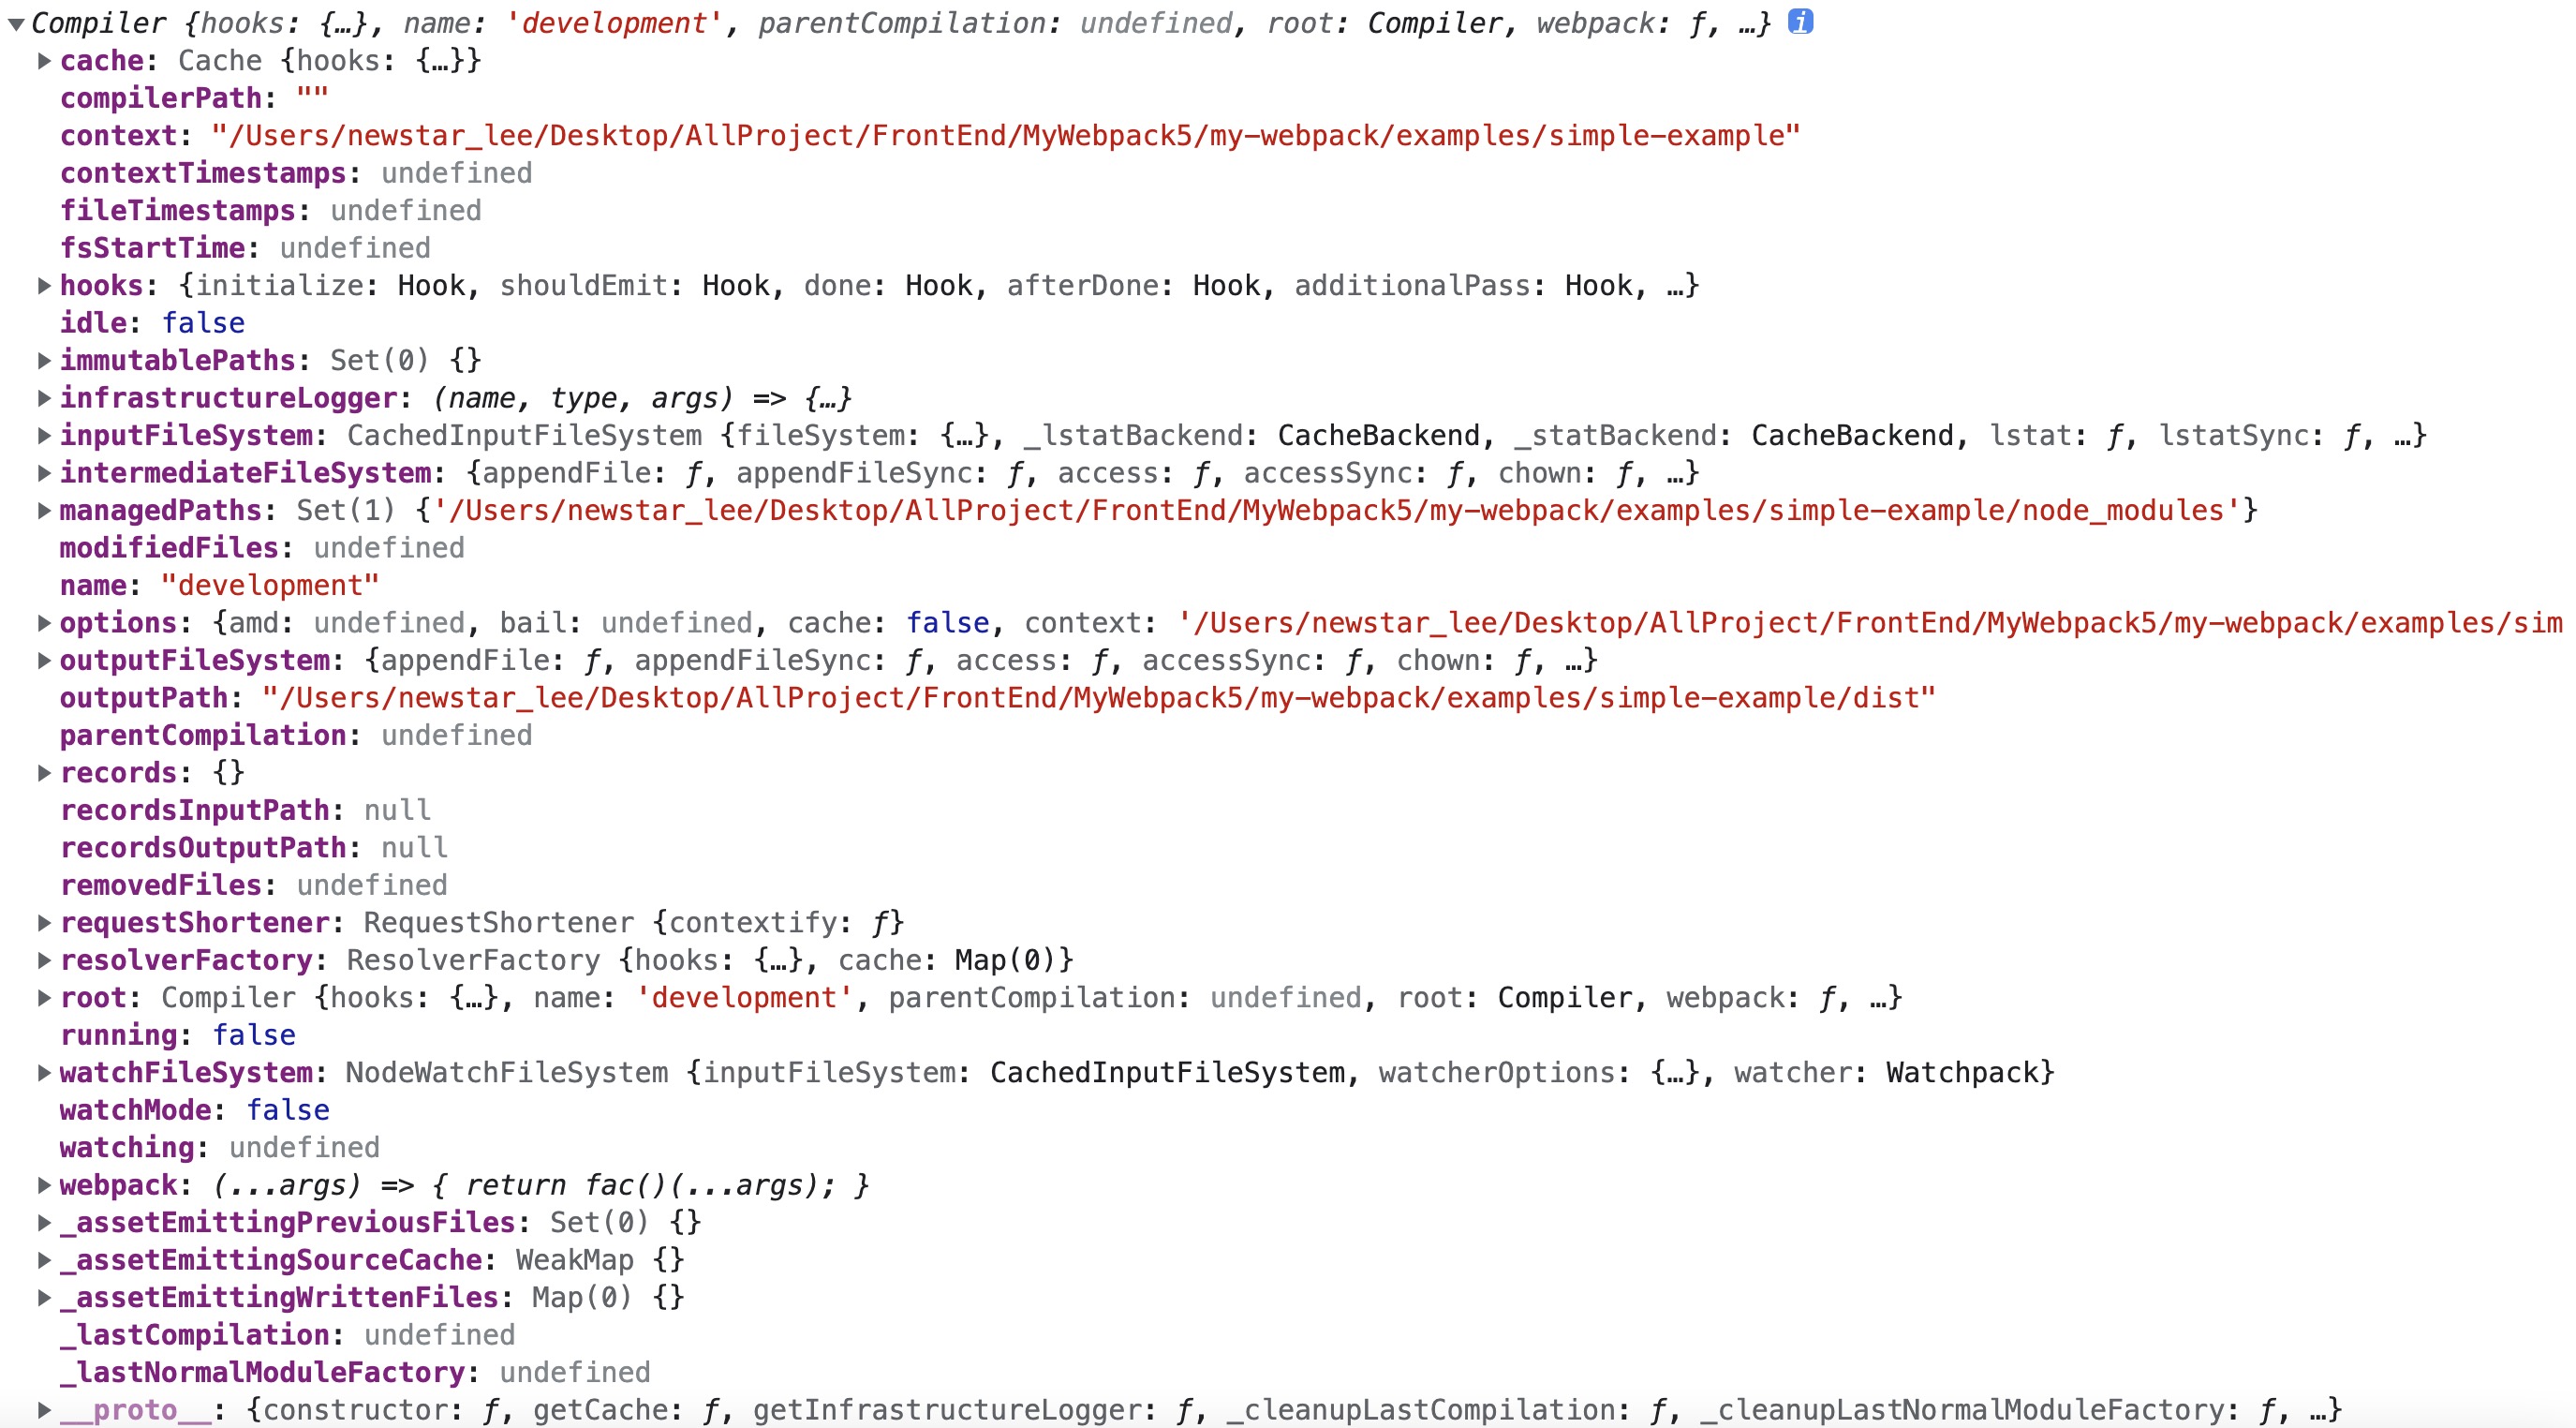 ▼Compiler {hooks: {…}, name: 'development', parentCompilation: undefined, root: Compiler, webpack: ƒ, …} i
▶cache: Cache {hooks: {…}}
compilerPath: ""
context: "/Users/newstar_lee/Desktop/AllProject/FrontEnd/MyWebpack5/my-webpack/examples/simple-example"
contextTimestamps: undefined
fileTimestamps: undefined
fsStartTime: undefined
▶hooks: {initialize: Hook, shouldEmit: Hook, done: Hook, afterDone: Hook, additionalPass: Hook, …}
idle: false
▶immutablePaths: Set(0) {}
▶infrastructureLogger: (name, type, args) => {…}
▶inputFileSystem: CachedInputFileSystem {fileSystem: {…}, _lstatBackend: CacheBackend, _statBackend: CacheBackend, lstat: ƒ, lstatSync: ƒ, …}
▶intermediateFileSystem: {appendFile: ƒ, appendFileSync: ƒ, access: ƒ, accessSync: ƒ, chown: ƒ, …}
▶managedPaths: Set(1) {'/Users/newstar_lee/Desktop/AllProject/FrontEnd/MyWebpack5/my-webpack/examples/simple-example/node_modules'}
modifiedFiles: undefined
name: "development"
▶options: {amd: undefined, bail: undefined, cache: false, context: '/Users/newstar_lee/Desktop/AllProject/FrontEnd/MyWebpack5/my-webpack/examples/sim
▶outputFileSystem: {appendFile: ƒ, appendFileSync: ƒ, access: ƒ, accessSync: ƒ, chown: ƒ, …}
outputPath: "/Users/newstar_lee/Desktop/AllProject/FrontEnd/MyWebpack5/my-webpack/examples/simple-example/dist"
parentCompilation: undefined
▶records: {}
recordsInputPath: null
recordsOutputPath: null
removedFiles: undefined
▶requestShortener: RequestShortener {contextify: ƒ}
▶resolverFactory: ResolverFactory {hooks: {…}, cache: Map(0)}
▶root: Compiler {hooks: {…}, name: 'development', parentCompilation: undefined, root: Compiler, webpack: ƒ, …}
running: false
▶watchFileSystem: NodeWatchFileSystem {inputFileSystem: CachedInputFileSystem, watcherOptions: {…}, watcher: Watchpack}
watchMode: false
watching: undefined
▶webpack: (...args) => { return fac()(...args); }
▶_assetEmittingPreviousFiles: Set(0) {}
▶_assetEmittingSourceCache: WeakMap {}
▶_assetEmittingWrittenFiles: Map(0) {}
_lastCompilation: undefined
_lastNormalModuleFactory: undefined
▶__proto__: {constructor: ƒ, getCache: ƒ, getInfrastructureLogger: ƒ, _cleanupLastCompilation: ƒ, _cleanupLastNormalModuleFactory: ƒ, …}